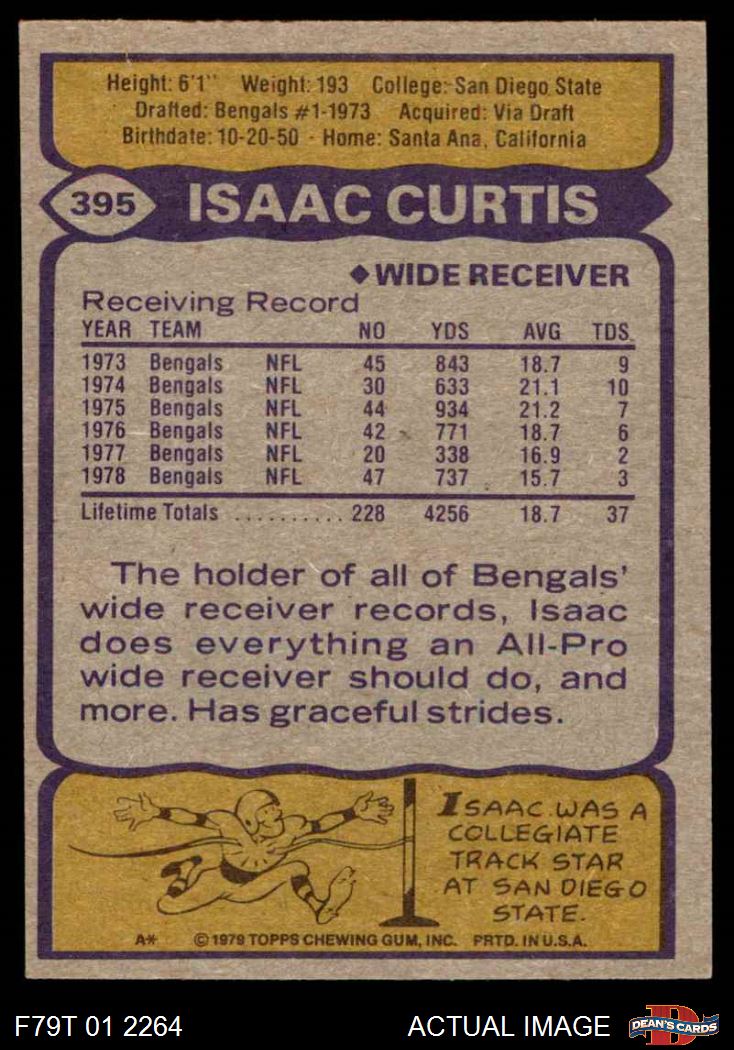 Height: 6'1" Weight: 193 College: San Diego State
Drafted: Bengals #1-1973 Acquired: Via Draft
Birthdate: 10-20-50 - Home: Santa Ana, California
395 ISAAC CURTIS
◆WIDE RECEIVER
Receiving Record
YEAR TEAM NO YDS AVG TDS.
1973 Bengals NFL 45 843 18.7 9
1974 Bengals NFL 30 633 21.1 10
1975 Bengals NFL 44 934 21.2 7
1976 Bengals NFL 42 771 18.7 6
1977 Bengals NFL 20 338 16.9 2
1978 Bengals NFL 47 737 15.7 3
Lifetime Totals .......... 228 4256 18.7 37
The holder of all of Bengals'
wide receiver records, Isaac
does everything an All-Pro
wide receiver should do, and
more. Has graceful strides.
ISAAC WAS A
COLLEGIATE
TRACK STAR
AT SAN DIEGO
STATE.
A* © 1979 TOPPS CHEWING GUM, INC. PRTD. IN U.S.A.
F79T 01 2264 ACTUAL IMAGE DEAN'S CARDS